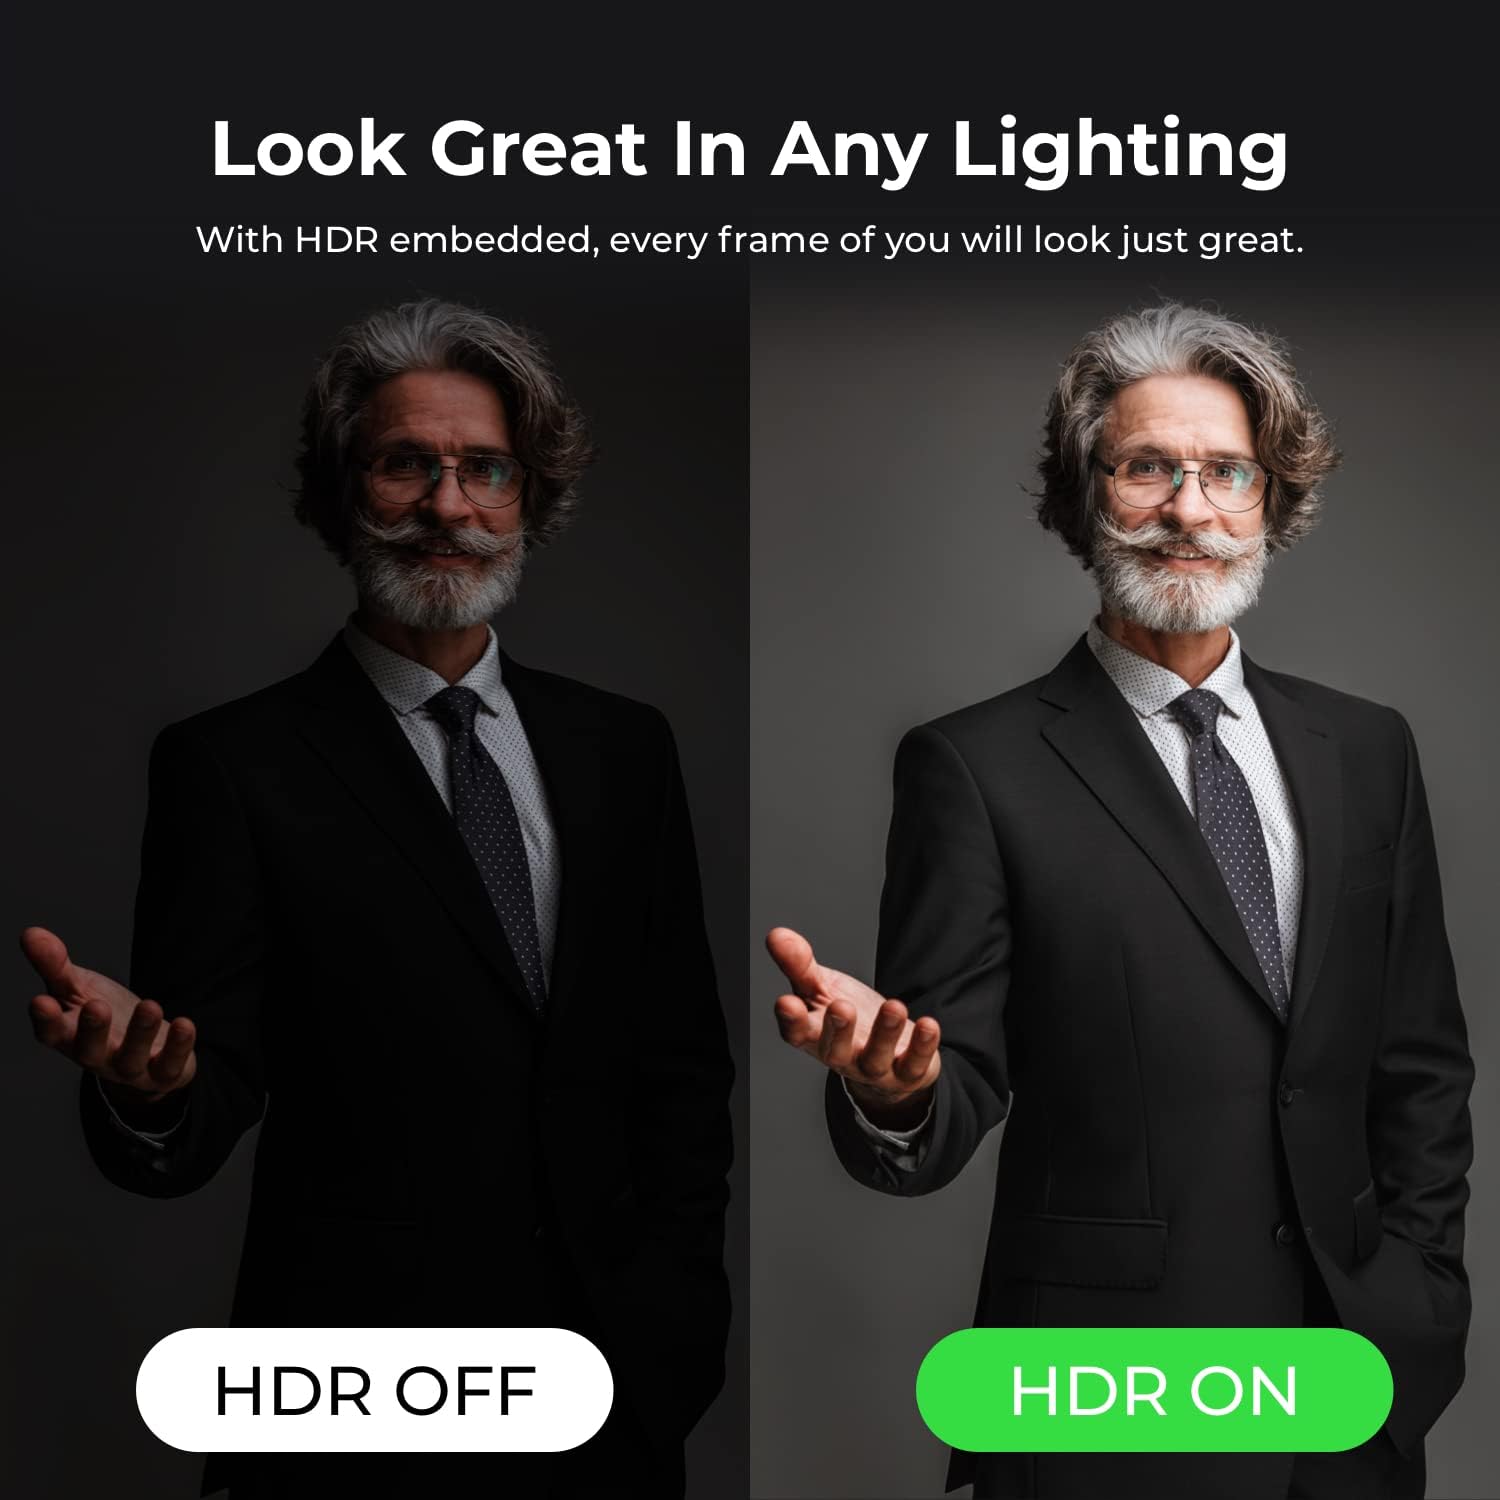 Look Great In Any Lighting
With HDR embedded, every frame of you will look just great.
HDR OFF
HDR ON